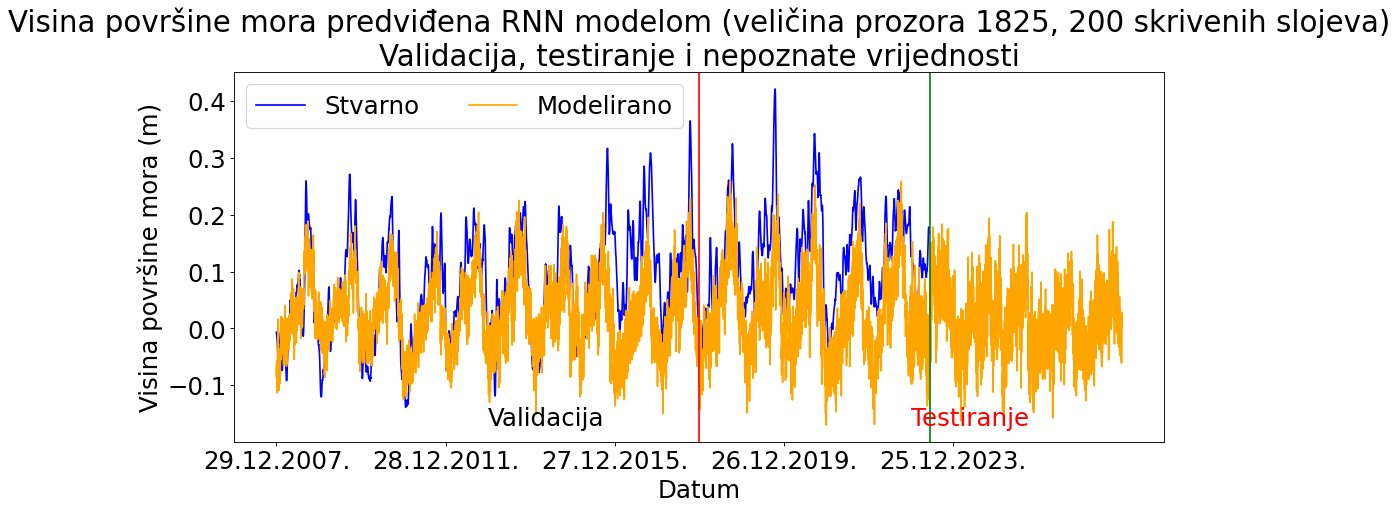 Visina površine mora predviđena RNN modelom (veličina prozora 1825, 200 skrivenih slojeva)
Validacija, testiranje i nepoznate vrijednosti
Stvarno Modelirano
Visina površine mora (m)
0.4
0.3
0.2
0.1
0.0
−0.1
Validacija Testiranje
29.12.2007. 28.12.2011. 27.12.2015. 26.12.2019. 25.12.2023.
Datum